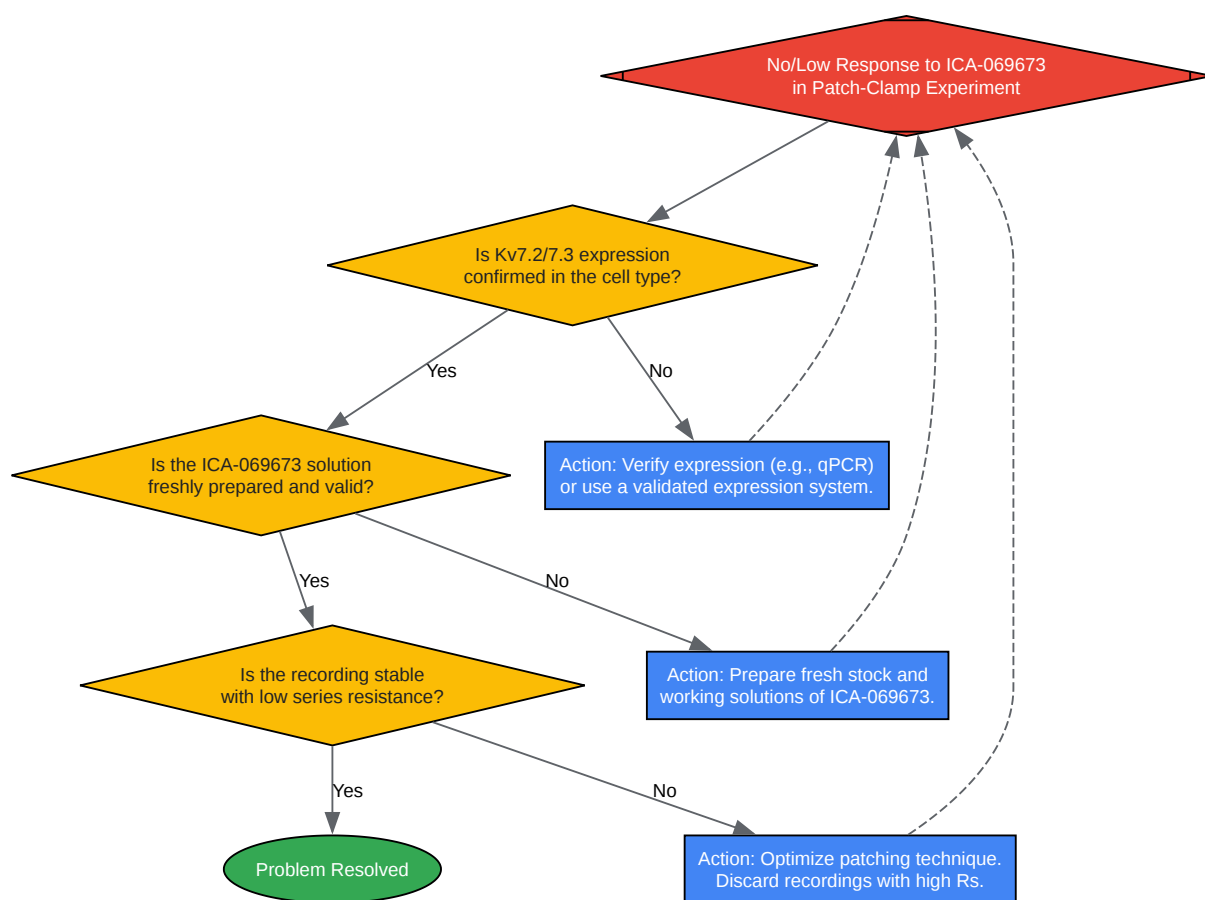 No/Low Response to ICA-069673
in Patch-Clamp Experiment
Is Kv7.2/7.3 expression
confirmed in the cell type?
Yes
No
Is the ICA-069673 solution
freshly prepared and valid?
Action: Verify expression (e.g., qPCR)
or use a validated expression system.
Yes
No
Is the recording stable
with low series resistance?
Action: Prepare fresh stock and
working solutions of ICA-069673.
Yes
No
Problem Resolved
Action: Optimize patching technique.
Discard recordings with high Rs.